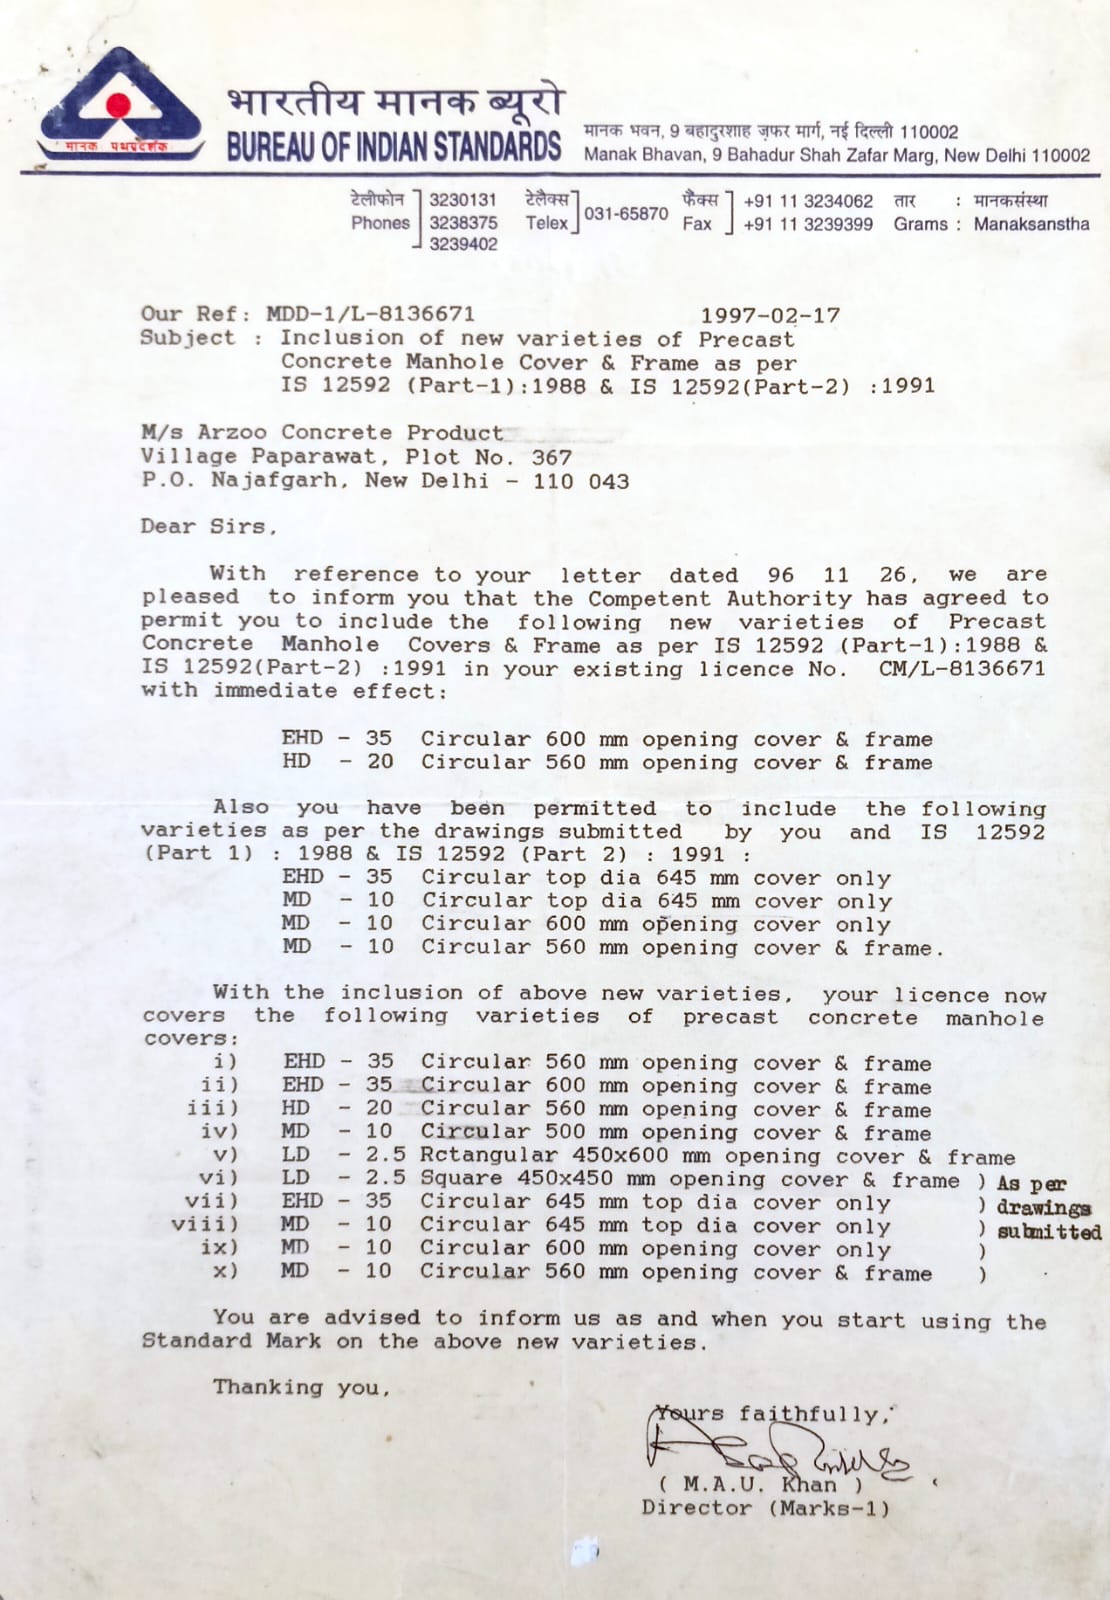 भारतीय मानक ब्यूरो
BUREAU OF INDIAN STANDARDS
मानक पथप्रदर्शक
मानक भवन, 9 बहादुरशाह ज़फर मार्ग, नई दिल्ली 110002
Manak Bhavan, 9 Bahadur Shah Zafar Marg, New Delhi 110002
टेलीफोन 3230131 टेलैक्स 031-65870 फैक्स +91 11 3234062 तार : मानकसंस्था
Phones 3238375 Telex Fax +91 11 3239399 Grams : Manaksanstha
3239402
Our Ref: MDD-1/L-8136671 1997-02-17
Subject : Inclusion of new varieties of Precast
Concrete Manhole Cover & Frame as per
IS 12592 (Part-1):1988 & IS 12592(Part-2) :1991
M/s Arzoo Concrete Product
Village Paparawat, Plot No. 367
P.O. Najafgarh, New Delhi - 110 043
Dear Sirs,
With reference to your letter dated 96 11 26, we are
pleased to inform you that the Competent Authority has agreed to
permit you to include the following new varieties of Precast
Concrete Manhole Covers & Frame as per IS 12592 (Part-1):1988 &
IS 12592(Part-2) :1991 in your existing licence No. CM/L-8136671
with immediate effect:
EHD - 35 Circular 600 mm opening cover & frame
HD - 20 Circular 560 mm opening cover & frame
Also you have been permitted to include the following
varieties as per the drawings submitted by you and IS 12592
(Part 1) : 1988 & IS 12592 (Part 2) : 1991 :
EHD - 35 Circular top dia 645 mm cover only
MD - 10 Circular top dia 645 mm cover only
MD - 10 Circular 600 mm opening cover only
MD - 10 Circular 560 mm opening cover & frame.
With the inclusion of above new varieties, your licence now
covers the following varieties of precast concrete manhole
covers:
i) EHD - 35 Circular 560 mm opening cover & frame
ii) EHD - 35 Circular 600 mm opening cover & frame
iii) HD - 20 Circular 560 mm opening cover & frame
iv) MD - 10 Circular 500 mm opening cover & frame
v) LD - 2.5 Rctangular 450x600 mm opening cover & frame
vi) LD - 2.5 Square 450x450 mm opening cover & frame ) As per
vii) EHD - 35 Circular 645 mm top dia cover only ) drawings
viii) MD - 10 Circular 645 mm top dia cover only ) submitted
ix) MD - 10 Circular 600 mm opening cover only )
x) MD - 10 Circular 560 mm opening cover & frame )
You are advised to inform us as and when you start using the
Standard Mark on the above new varieties.
Thanking you,
Yours faithfully,
( M.A.U. Khan )
Director (Marks-1)